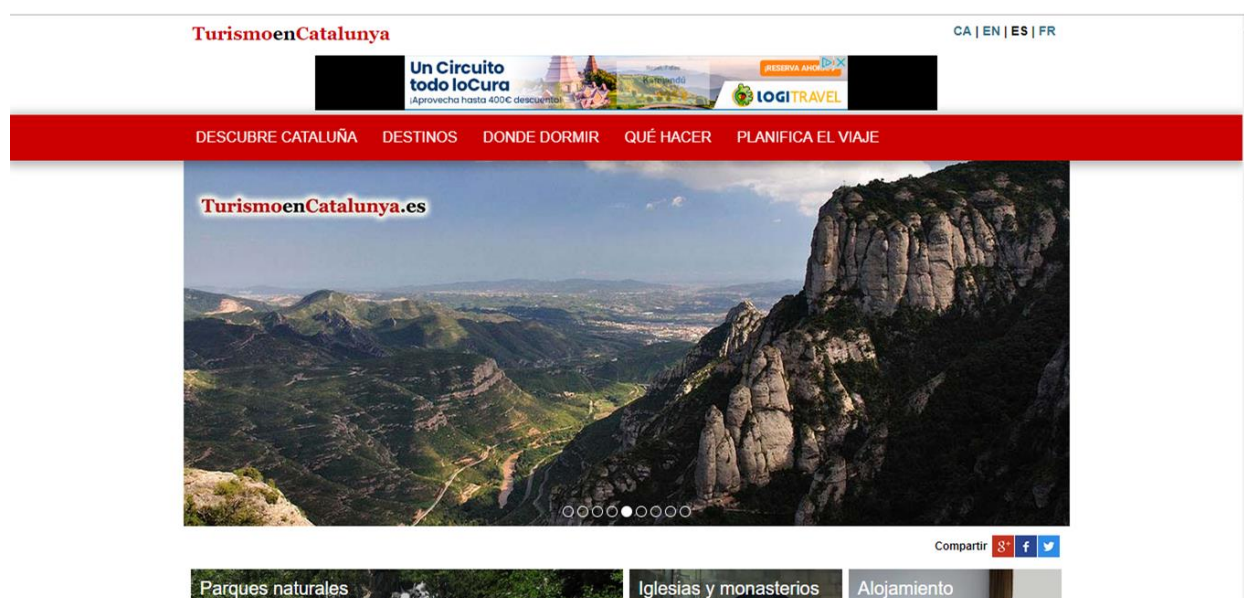 TurismoenCatalunya
CA | EN | ES | FR
Un Circuito
todo loCura
¡Aprovecha hasta 400€ descuento!
Katmandú
¡RESERVA
LOGITRAVEL
DESCUBRE CATALUÑA DESTINOS DONDE DORMIR QUÉ HACER PLANIFICA EL VIAJE
TurismoenCatalunya.es
Compartir
Parques naturales
Iglesias y monasterios
Alojamiento